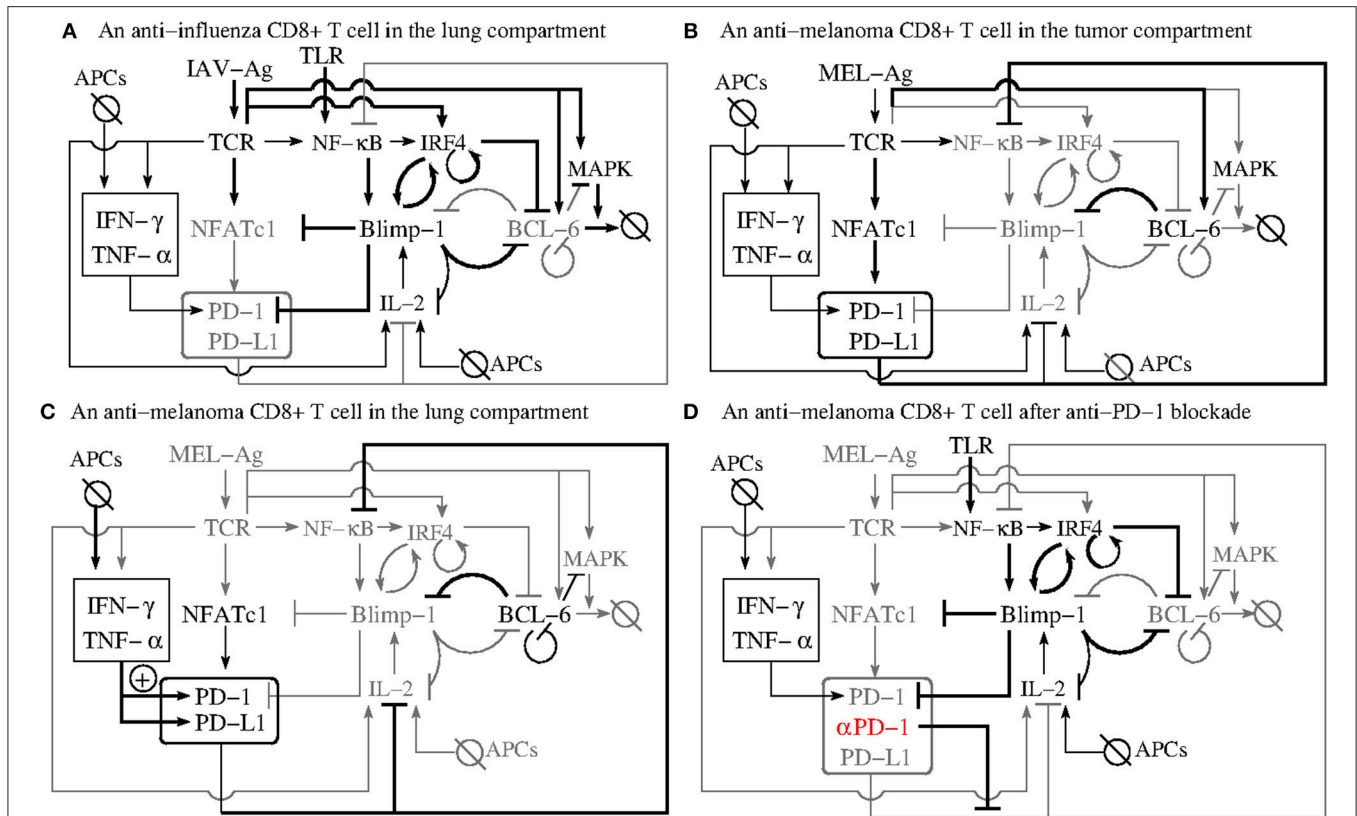 A An anti−influenza CD8+ T cell in the lung compartment
APCs
IAV−Ag
TLR
TCR
NF−κB
IRF4
MAPK
IFN−γ
TNF−α
NFATc1
Blimp−1
BCL−6
PD−1
PD−L1
IL−2
APCs
B An anti−melanoma CD8+ T cell in the tumor compartment
APCs
MEL−Ag
TCR
NF−κB
IRF4
MAPK
IFN−γ
TNF−α
NFATc1
Blimp−1
BCL−6
PD−1
PD−L1
IL−2
APCs
C An anti−melanoma CD8+ T cell in the lung compartment
APCs
MEL−Ag
TCR
NF−κB
IRF4
MAPK
IFN−γ
TNF−α
NFATc1
Blimp−1
BCL−6
+
PD−1
PD−L1
IL−2
APCs
D An anti−melanoma CD8+ T cell after anti−PD−1 blockade
APCs
MEL−Ag
TLR
TCR
NF−κB
IRF4
MAPK
IFN−γ
TNF−α
NFATc1
Blimp−1
BCL−6
PD−1
αPD−1
PD−L1
IL−2
APCs